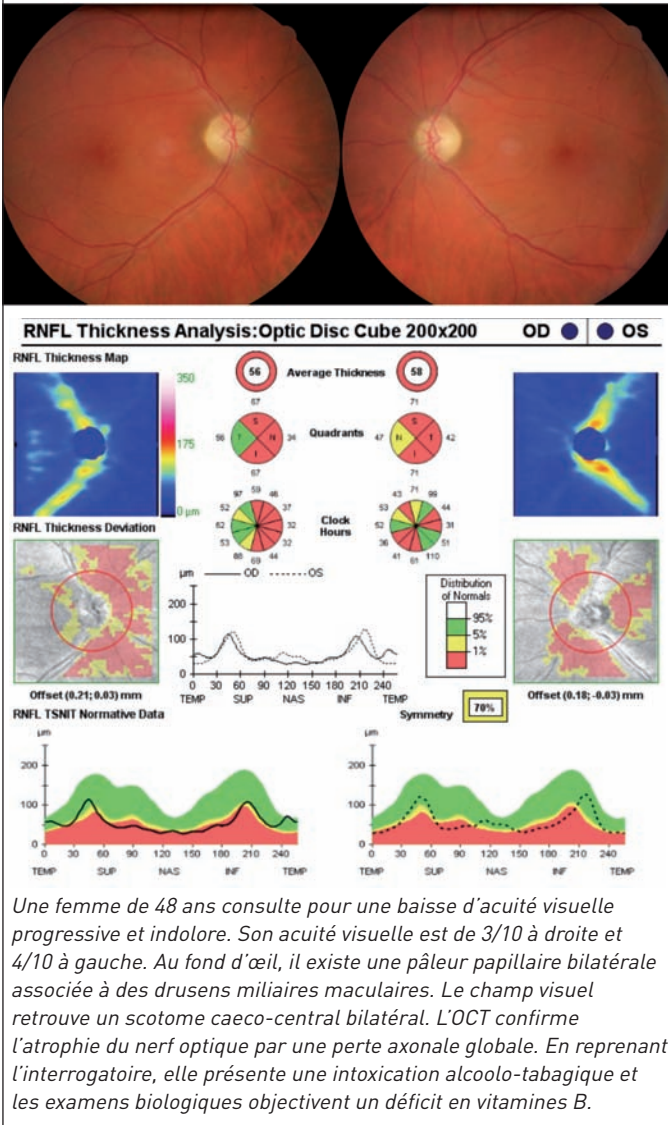 RNFL Thickness Analysis:Optic Disc Cube 200x200 OD OS
RNFL Thickness Map
350
175
0 µm
56 Average Thickness 58
67 71
S S
98 T N 34 Quadrants 47 N T 42
I I
67 71
59 71
97 46 43 99
52 37 53 44
62 32 Clock Hours 52 31
53 32 36 51
88 44 41 110
69 61
RNFL Thickness Deviation
µm OD OS
200
100
0
0 30 60 90 120 150 180 210 240
TEMP SUP NAS INF TEMP
Distribution
of Normals
95%
5%
1%
Offset (0.21; 0.03) mm
Offset (0.18; -0.03) mm
RNFL TSNIT Normative Data
Symmetry 70%
µm µm
200 200
100 100
0 0
0 30 60 90 120 150 180 210 240 0 30 60 90 120 150 180 210 240
TEMP SUP NAS INF TEMP TEMP SUP NAS INF TEMP
Une femme de 48 ans consulte pour une baisse d'acuité visuelle
progressive et indolore. Son acuité visuelle est de 3/10 à droite et
4/10 à gauche. Au fond d'œil, il existe une pâleur papillaire bilatérale
associée à des drusens miliaires maculaires. Le champ visuel
retrouve un scotome caeco-central bilatéral. L'OCT confirme
l'atrophie du nerf optique par une perte axonale globale. En reprenant
l'interrogatoire, elle présente une intoxication alcoolo-tabagique et
les examens biologiques objectivent un déficit en vitamines B.